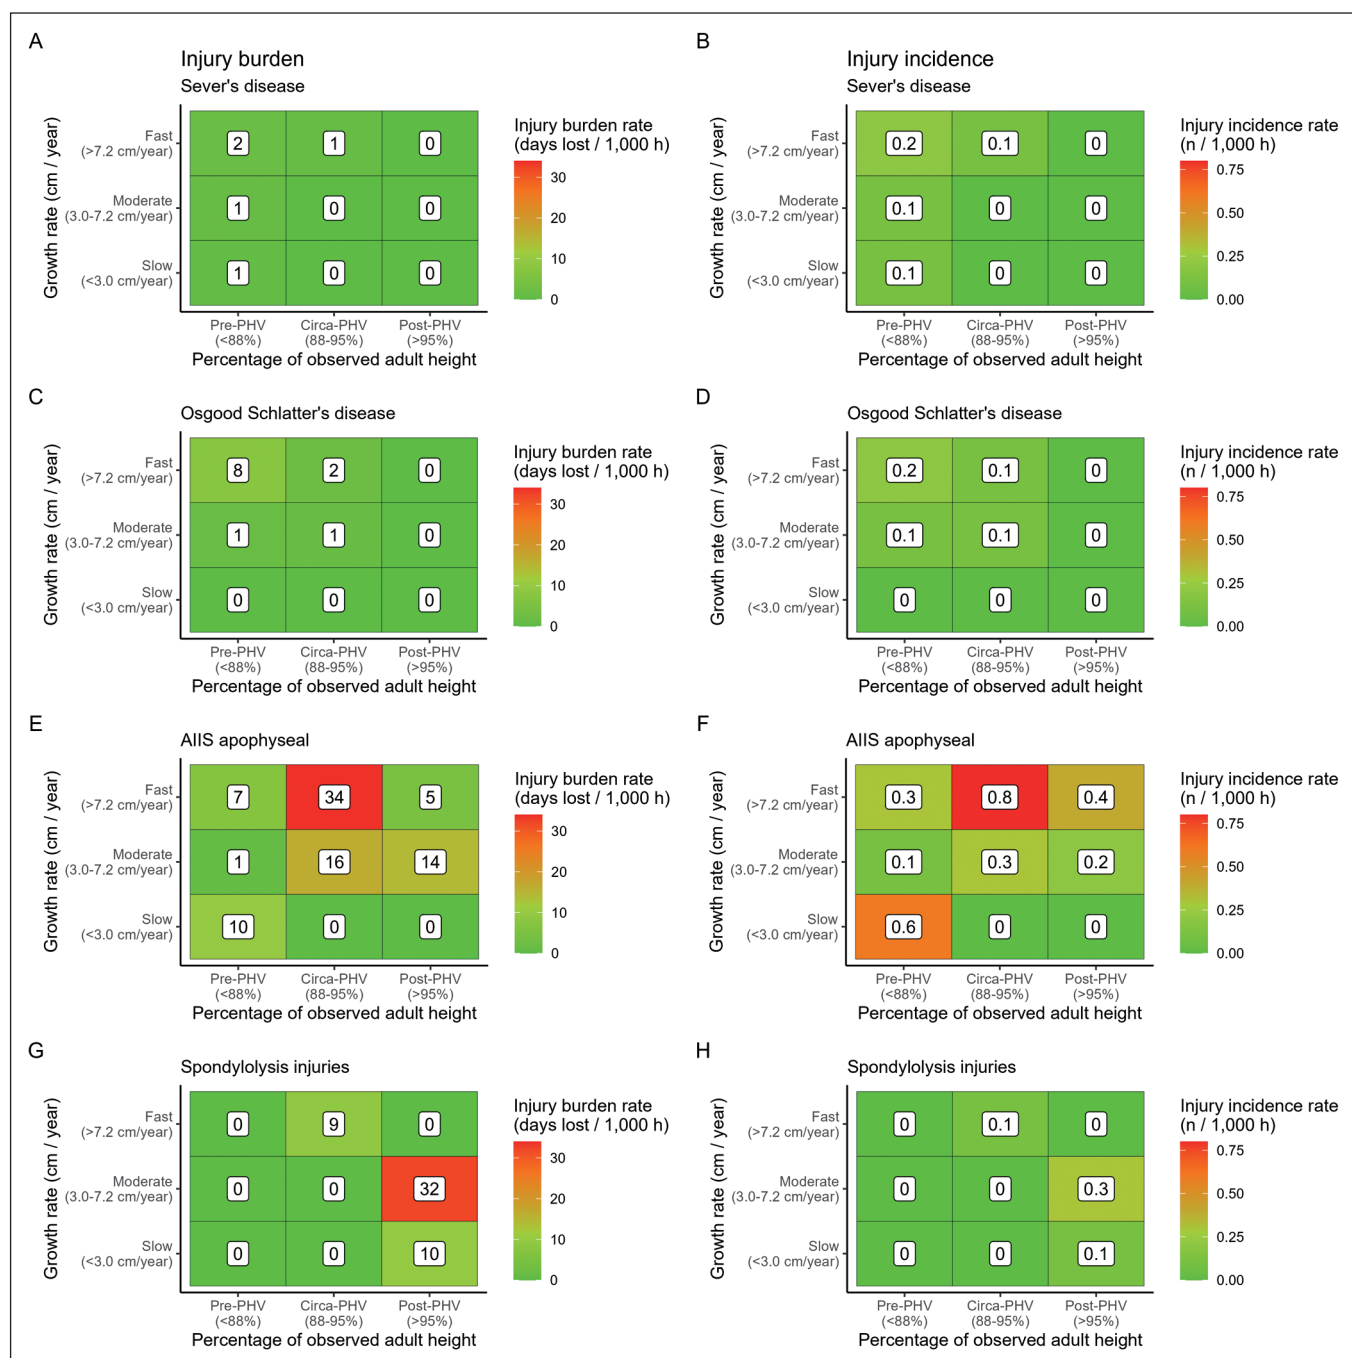 A
Injury burden
Sever's disease
Growth rate (cm / year)
Fast
(>7.2 cm/year)
Moderate
(3.0-7.2 cm/year)
Slow
(<3.0 cm/year)
2 1 0
1 0 0
1 0 0
Pre-PHV
(<88%)
Circa-PHV
(88-95%)
Post-PHV
(>95%)
Percentage of observed adult height
Injury burden rate
(days lost / 1,000 h)
30
20
10
0
B
Injury incidence
Sever's disease
Growth rate (cm / year)
Fast
(>7.2 cm/year)
Moderate
(3.0-7.2 cm/year)
Slow
(<3.0 cm/year)
0.2 0.1 0
0.1 0 0
0.1 0 0
Pre-PHV
(<88%)
Circa-PHV
(88-95%)
Post-PHV
(>95%)
Percentage of observed adult height
Injury incidence rate
(n / 1,000 h)
0.75
0.50
0.25
0.00
C
Osgood Schlatter's disease
Growth rate (cm / year)
Fast
(>7.2 cm/year)
Moderate
(3.0-7.2 cm/year)
Slow
(<3.0 cm/year)
8 2 0
1 1 0
0 0 0
Pre-PHV
(<88%)
Circa-PHV
(88-95%)
Post-PHV
(>95%)
Percentage of observed adult height
Injury burden rate
(days lost / 1,000 h)
30
20
10
0
D
Osgood Schlatter's disease
Growth rate (cm / year)
Fast
(>7.2 cm/year)
Moderate
(3.0-7.2 cm/year)
Slow
(<3.0 cm/year)
0.2 0.1 0
0.1 0.1 0
0 0 0
Pre-PHV
(<88%)
Circa-PHV
(88-95%)
Post-PHV
(>95%)
Percentage of observed adult height
Injury incidence rate
(n / 1,000 h)
0.75
0.50
0.25
0.00
E
AIIS apophyseal
Growth rate (cm / year)
Fast
(>7.2 cm/year)
Moderate
(3.0-7.2 cm/year)
Slow
(<3.0 cm/year)
7 34 5
1 16 14
10 0 0
Pre-PHV
(<88%)
Circa-PHV
(88-95%)
Post-PHV
(>95%)
Percentage of observed adult height
Injury burden rate
(days lost / 1,000 h)
30
20
10
0
F
AIIS apophyseal
Growth rate (cm / year)
Fast
(>7.2 cm/year)
Moderate
(3.0-7.2 cm/year)
Slow
(<3.0 cm/year)
0.3 0.8 0.4
0.1 0.3 0.2
0.6 0 0
Pre-PHV
(<88%)
Circa-PHV
(88-95%)
Post-PHV
(>95%)
Percentage of observed adult height
Injury incidence rate
(n / 1,000 h)
0.75
0.50
0.25
0.00
G
Spondylolysis injuries
Growth rate (cm / year)
Fast
(>7.2 cm/year)
Moderate
(3.0-7.2 cm/year)
Slow
(<3.0 cm/year)
0 9 0
0 0 32
0 0 10
Pre-PHV
(<88%)
Circa-PHV
(88-95%)
Post-PHV
(>95%)
Percentage of observed adult height
Injury burden rate
(days lost / 1,000 h)
30
20
10
0
H
Spondylolysis injuries
Growth rate (cm / year)
Fast
(>7.2 cm/year)
Moderate
(3.0-7.2 cm/year)
Slow
(<3.0 cm/year)
0 0.1 0
0 0 0.3
0 0 0.1
Pre-PHV
(<88%)
Circa-PHV
(88-95%)
Post-PHV
(>95%)
Percentage of observed adult height
Injury incidence rate
(n / 1,000 h)
0.75
0.50
0.25
0.00